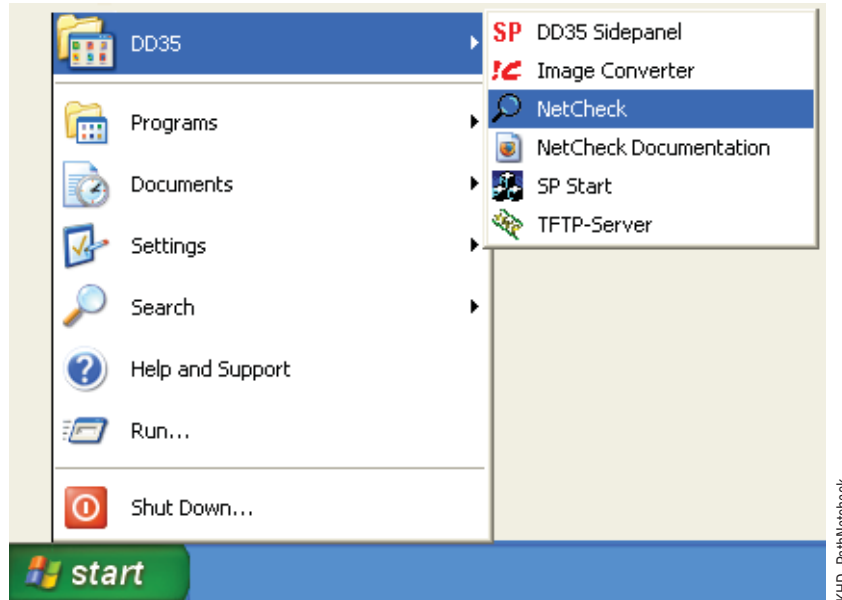 DD35
Programs
Documents
Settings
Search
Help and Support
Run...
Shut Down...
start
SP DD35 Sidepanel
Image Converter
NetCheck
NetCheck Documentation
SP Start
TFTP-Server